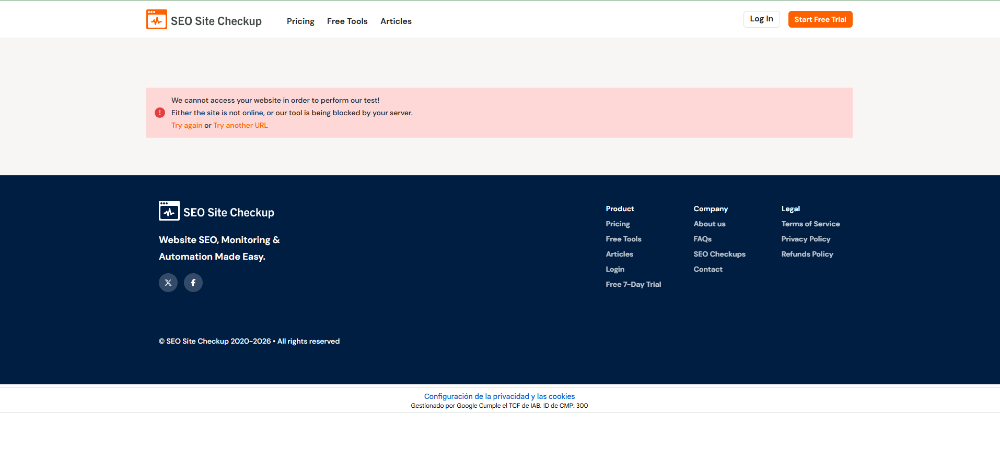 SEO Site Checkup
Pricing
Free Tools
Articles
Log In
Start Free Trial
We cannot access your website in order to perform our test!
Either the site is not online, or our tool is being blocked by your server.
Try again or Try another URL
SEO Site Checkup
Website SEO, Monitoring &
Automation Made Easy.
Product
Pricing
Free Tools
Articles
Login
Free 7-Day Trial
Company
About us
FAQs
SEO Checkups
Contact
Legal
Terms of Service
Privacy Policy
Refunds Policy
© SEO Site Checkup 2020-2026 • All rights reserved
Configuración de la privacidad y las cookies
Gestionado por Google Cumple el TCF de IAB. ID de CMP: 300